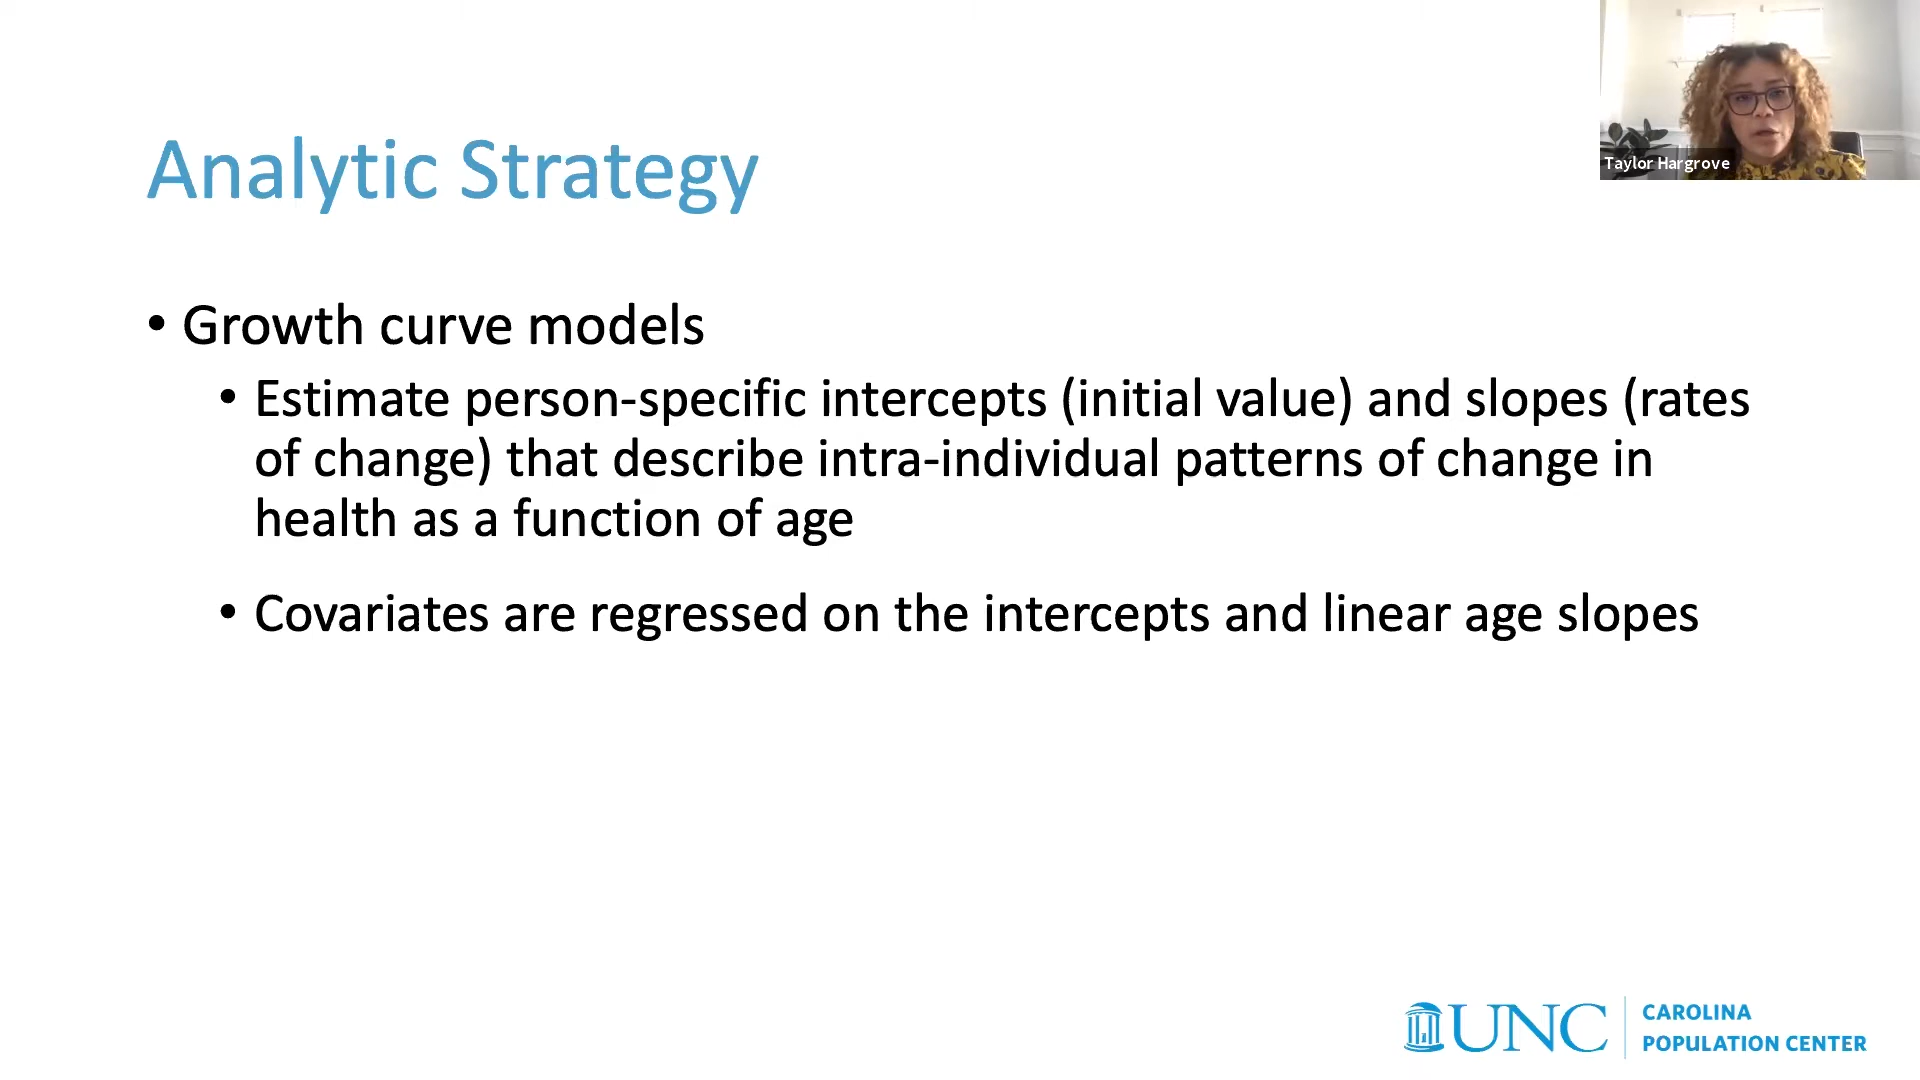 Analytic Strategy
Taylor Hargrove
• Growth curve models
• Estimate person-specific intercepts (initial value) and slopes (rates
of change) that describe intra-individual patterns of change in
health as a function of age
• Covariates are regressed on the intercepts and linear age slopes
UNC
CAROLINA
POPULATION CENTER